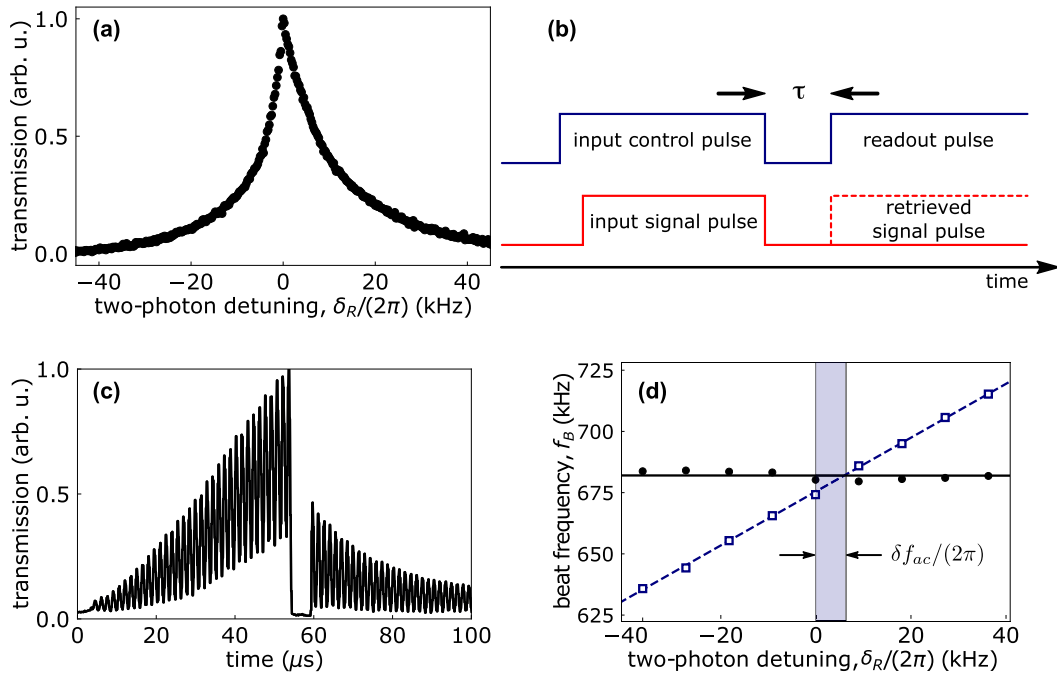 (a)
transmission (arb. u.)
1.0
0.5
0.0
−40 −20 0 20 40
two-photon detuning, δ_R/(2π) (kHz)
(b)
τ
input control pulse
readout pulse
input signal pulse
retrieved
signal pulse
time
(c)
transmission (arb. u.)
1.0
0.5
0.0
0 20 40 60 80 100
time (μs)
(d)
beat frequency, f_B (kHz)
725
700
675
650
625
δf_ac/(2π)
−40 −20 0 20 40
two-photon detuning,δ_R/(2π) (kHz)